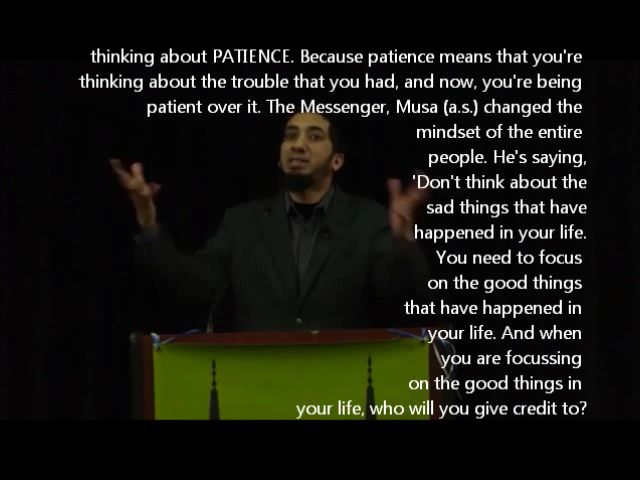 thinking about PATIENCE. Because patience means that you're
thinking about the trouble that you had, and now, you're being
patient over it. The Messenger, Musa (a.s.) changed the
mindset of the entire
people. He's saying,
'Don't think about the
sad things that have
happened in your life.
You need to focus
on the good things
that have happened in
your life. And when
you are focussing
on the good things in
your life, who will you give credit to?